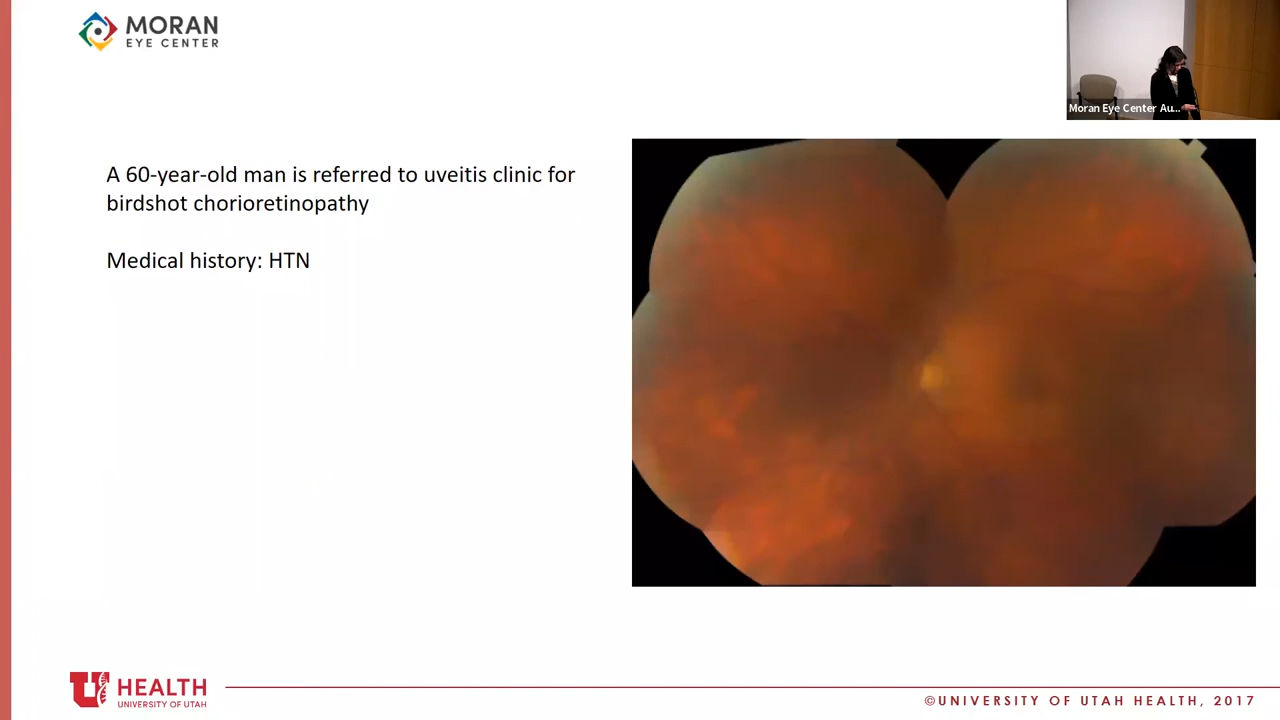 MORAN
EYE CENTER
Moran Eye Center Au...
A 60-year-old man is referred to uveitis clinic for
birdshot chorioretinopathy
Medical history: HTN
U HEALTH
UNIVERSITY OF UTAH
©UNIVERSITY OF UTAH HEALTH, 2017